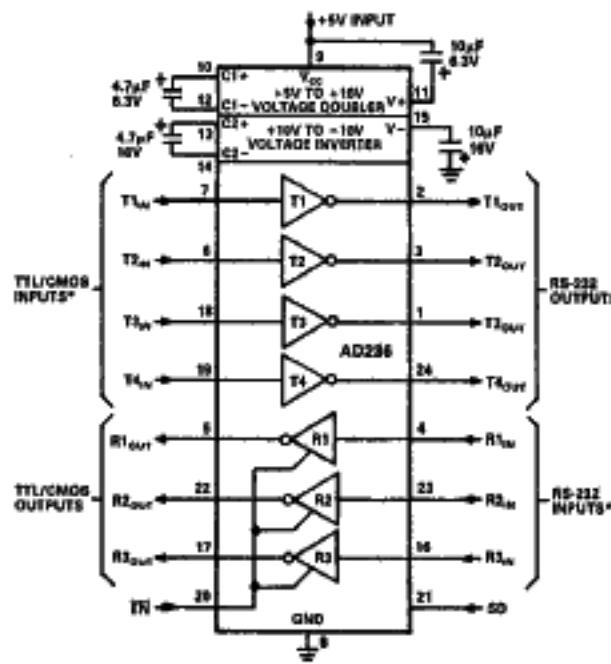 +5V INPUT
10µF
6.3V
9
VCC
10
C1+
4.7µF
6.3V
12
C1−
+5V TO +10V
VOLTAGE DOUBLER
V+
11
13
C2+
4.7µF
16V
14
C2−
+10V TO −10V
VOLTAGE INVERTER
V−
15
10µF
16V
T1IN
7
T1
2
T1OUT
T2IN
6
T2
3
T2OUT
TTL/CMOS
INPUTS*
RS-232
OUTPUTS
T3IN
18
T3
1
T3OUT
AD236
T4IN
19
T4
24
T4OUT
R1OUT
5
R1
4
R1IN
TTL/CMOS
OUTPUTS
R2OUT
22
R2
23
R2IN
RS-232
INPUTS*
R3OUT
17
R3
16
R3IN
EN
20
21
SD
GND
8